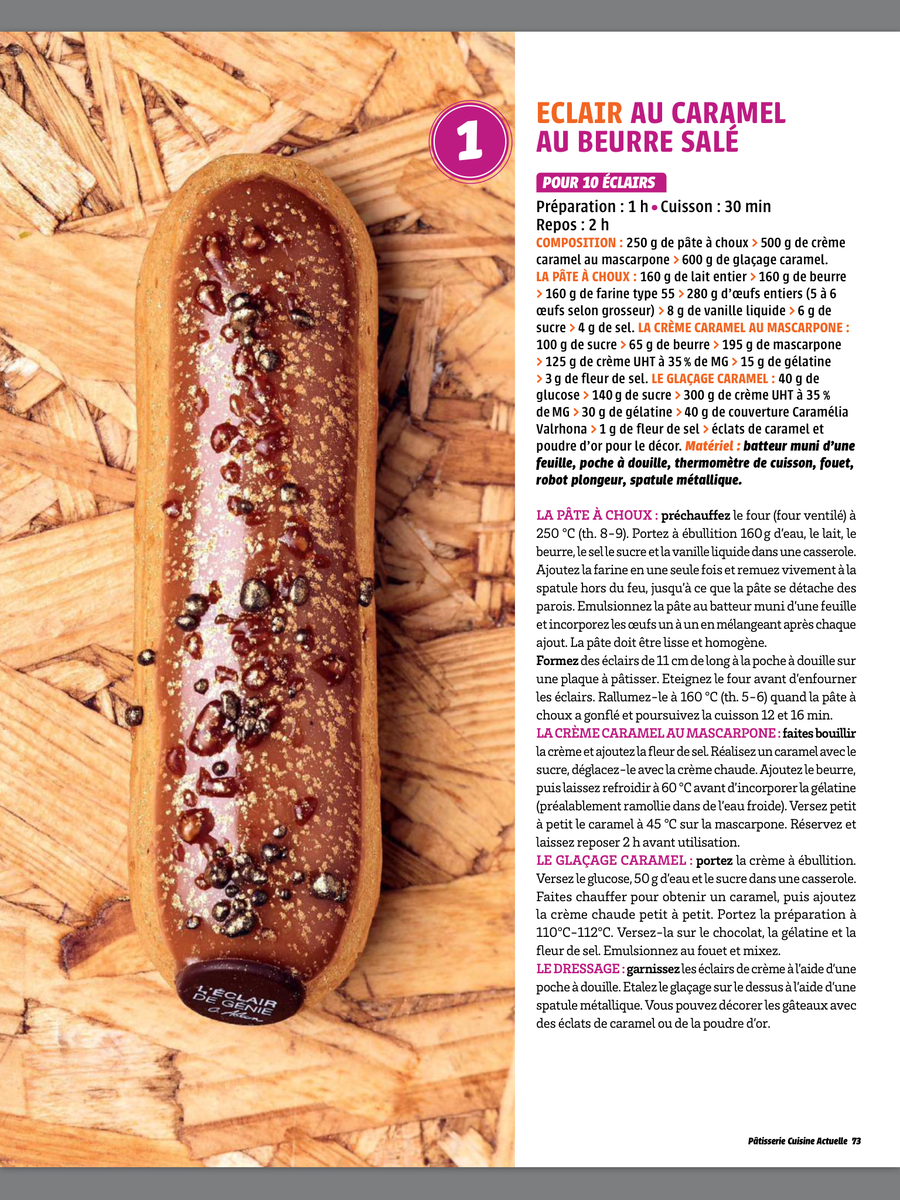 1
ECLAIR AU CARAMEL
AU BEURRE SALÉ
POUR 10 ÉCLAIRS
Préparation : 1 h • Cuisson : 30 min
Repos : 2 h
COMPOSITION : 250 g de pâte à choux > 500 g de crème
caramel au mascarpone > 600 g de glaçage caramel.
LA PÂTE À CHOUX : 160 g de lait entier > 160 g de beurre
> 160 g de farine type 55 > 280 g d'œufs entiers (5 à 6
œufs selon grosseur) > 8 g de vanille liquide > 6 g de
sucre > 4 g de sel. LA CRÈME CARAMEL AU MASCARPONE :
100 g de sucre > 65 g de beurre > 195 g de mascarpone
> 125 g de crème UHT à 35 % de MG > 15 g de gélatine
> 3 g de fleur de sel. LE GLAÇAGE CARAMEL : 40 g de
glucose > 140 g de sucre > 300 g de crème UHT à 35 %
de MG > 30 g de gélatine > 40 g de couverture Caramélia
Valrhona > 1 g de fleur de sel > éclats de caramel et
poudre d'or pour le décor. Matériel : batteur muni d'une
feuille, poche à douille, thermomètre de cuisson, fouet,
robot plongeur, spatule métallique.
LA PÂTE À CHOUX : préchauffez le four (four ventilé) à
250 °C (th. 8-9). Portez à ébullition 160 g d'eau, le lait, le
beurre, le sel le sucre et la vanille liquide dans une casserole.
Ajoutez la farine en une seule fois et remuez vivement à la
spatule hors du feu, jusqu'à ce que la pâte se détache des
parois. Emulsionnez la pâte au batteur muni d'une feuille
et incorporez les œufs un à un en mélangeant après chaque
ajout. La pâte doit être lisse et homogène.
Formez des éclairs de 11 cm de long à la poche à douille sur
une plaque à pâtisser. Eteignez le four avant d'enfourner
les éclairs. Rallumez-le à 160 °C (th. 5-6) quand la pâte à
choux a gonflé et poursuivez la cuisson 12 et 16 min.
LA CRÈME CARAMEL AU MASCARPONE : faites bouillir
la crème et ajoutez la fleur de sel. Réalisez un caramel avec le
sucre, déglacez-le avec la crème chaude. Ajoutez le beurre,
puis laissez refroidir à 60 °C avant d'incorporer la gélatine
(préalablement ramollie dans de l'eau froide). Versez petit
à petit le caramel à 45 °C sur la mascarpone. Réservez et
laissez reposer 2 h avant utilisation.
LE GLAÇAGE CARAMEL : portez la crème à ébullition.
Versez le glucose, 50 g d'eau et le sucre dans une casserole.
Faites chauffer pour obtenir un caramel, puis ajoutez
la crème chaude petit à petit. Portez la préparation à
110°C-112°C. Versez-la sur le chocolat, la gélatine et la
fleur de sel. Emulsionnez au fouet et mixez.
LE DRESSAGE : garnissez les éclairs de crème à l'aide d'une
poche à douille. Etalez le glaçage sur le dessus à l'aide d'une
spatule métallique. Vous pouvez décorer les gâteaux avec
des éclats de caramel ou de la poudre d'or.
L'ÉCLAIR
DE GÉNIE
Pâtisserie Cuisine Actuelle 73